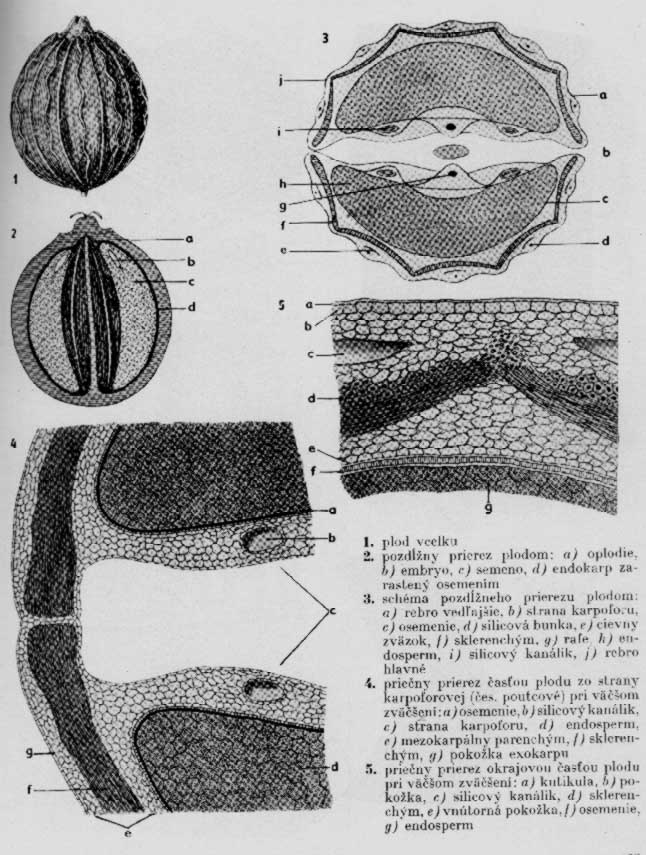 1
2
a
b
c
d
3
j
a
i
b
h
g
c
f
e
d
5
a
b
c
d
e
f
g
4
a
b
c
g
f
d
e
1. plod vcelku
2. pozdĺžny prierez plodom: a) oplodie,
b) embryo, c) semeno, d) endokarp za-
rastený osemením
3. schéma pozdĺžneho prierezu plodom:
a) rebro vedľajšie, b) strana karpoforu,
c) osemenie, d) silicová bunka, e) cievny
zväzok, f) sklerenchým, g) rafe, h) en-
dosperm, i) silicový kanálik, j) rebro
hlavné
4. priečny prierez časťou plodu zo strany
karpoforovej (čes. poutcové) pri väčšom
zväčšení: a) osemenie, b) silicový kanálik,
c) strana karpoforu, d) endosperm,
e) mezokarpálny parenchým, f) skleren-
chým, g) pokožka exokarpu
5. priečny prierez okrajovou časťou plodu
pri väčšom zväčšení: a) kutikula, b) po-
kožka, c) silicový kanálik, d) skleren-
chým, e) vnútorná pokožka, f) osemenie,
g) endosperm